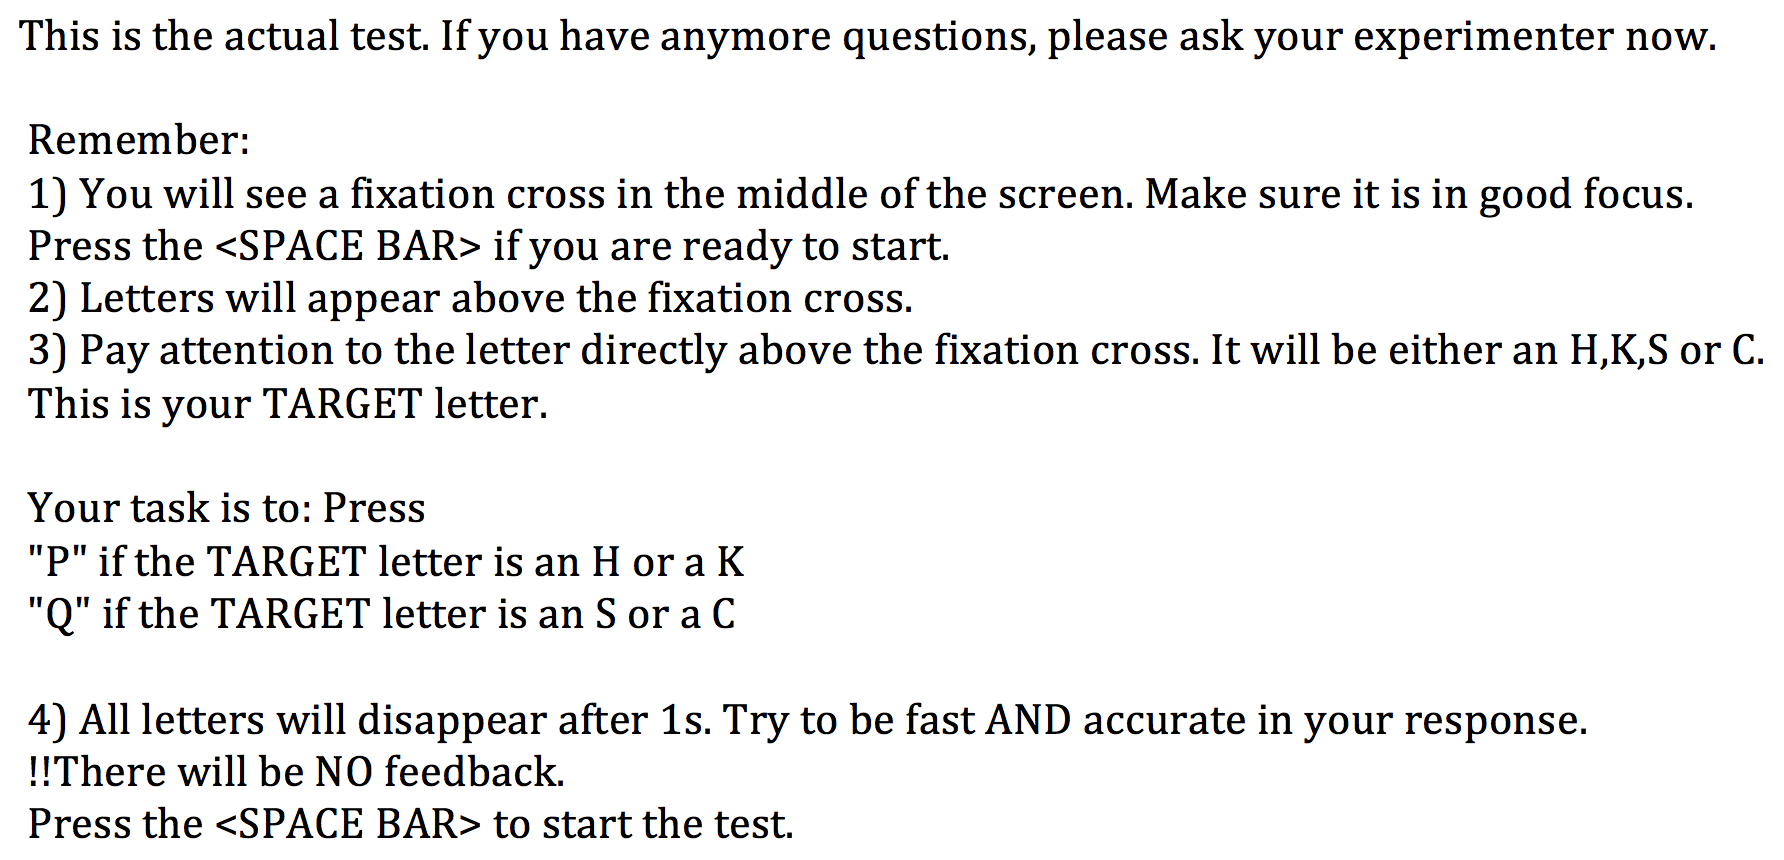 This is the actual test. If you have anymore questions, please ask your experimenter now.
Remember:
1) You will see a fixation cross in the middle of the screen. Make sure it is in good focus.
Press the <SPACE BAR> if you are ready to start.
2) Letters will appear above the fixation cross.
3) Pay attention to the letter directly above the fixation cross. It will be either an H,K,S or C.
This is your TARGET letter.
Your task is to: Press
"P" if the TARGET letter is an H or a K
"Q" if the TARGET letter is an S or a C
4) All letters will disappear after 1s. Try to be fast AND accurate in your response.
!!There will be NO feedback.
Press the <SPACE BAR> to start the test.